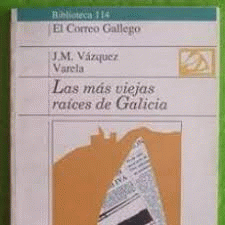 Biblioteca 114
El Correo Gallego
J.M. Vázquez
Varela
Las más viejas
raíces de Galicia